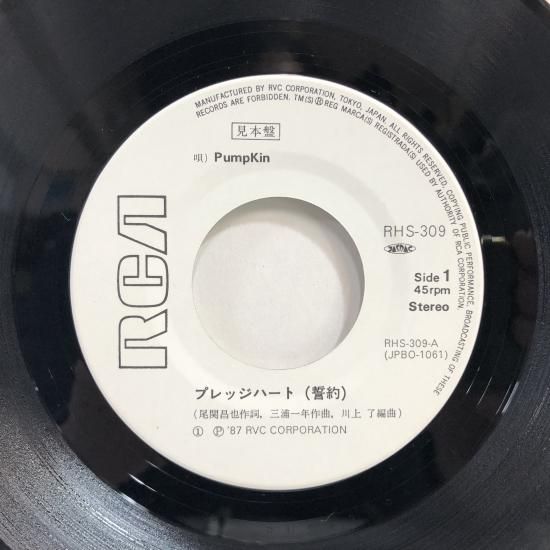 MANUFACTURED BY RVC CORPORATION, TOKYO, JAPAN. ALL RIGHTS RESERVED, COPYING PUBLIC PERFORMANCE, BROADCASTING OF THESE
RECORDS ARE FORBIDDEN. TM(S)Ⓡ REG MARCA(S) REGISTRADA(S) USED BY AUTHORITY OF RCA CORPORATION.
見本盤
唄) PumpKin
RCA
RHS-309
JASRAC
Side 1
45rpm
Stereo
RHS-309-A
(JPBO-1061)
プレッジハート (誓約)
(尾関昌也作詞, 三浦一年作曲, 川上 了編曲)
① Ⓟ '87 RVC CORPORATION